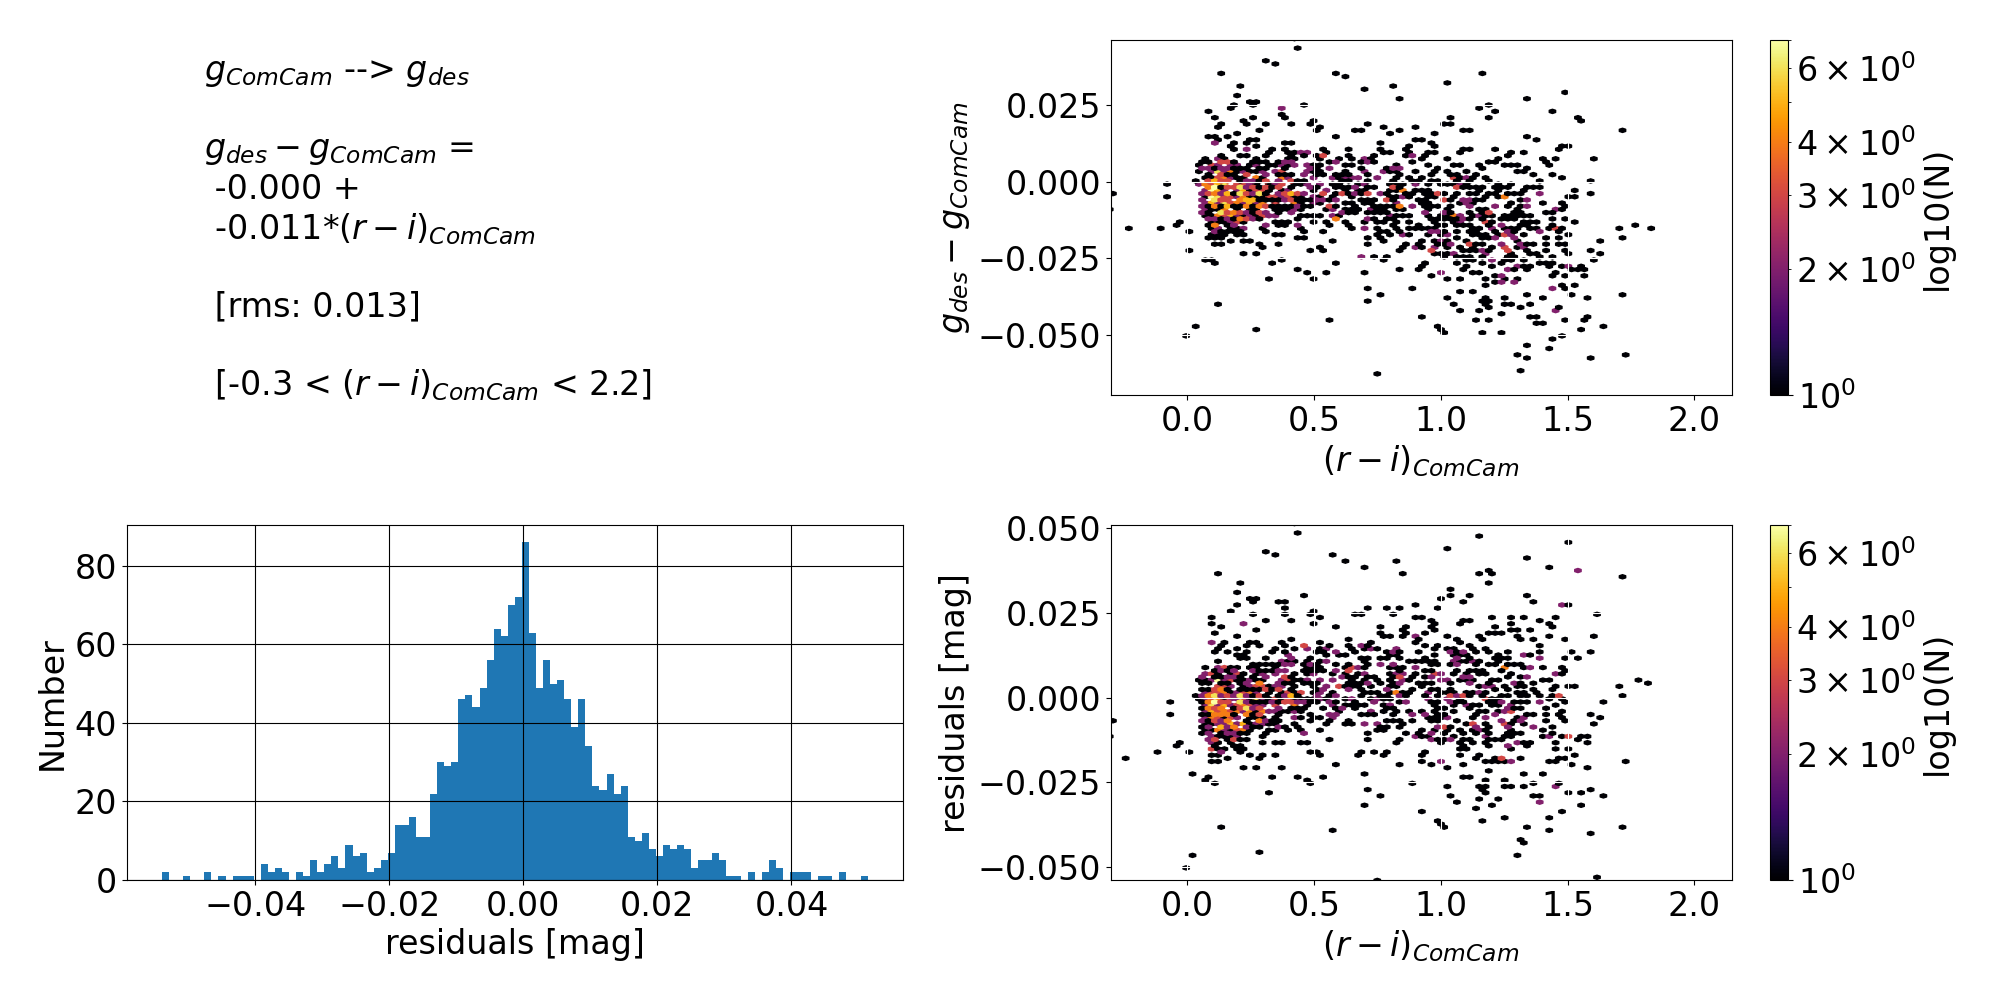 g_ComCam --> g_des
g_des − g_ComCam =
-0.000 +
-0.011*(r − i)_ComCam
[rms: 0.013]
[-0.3 < (r − i)_ComCam < 2.2]
g_des − g_ComCam
0.025
0.000
−0.025
−0.050
0.0 0.5 1.0 1.5 2.0
(r − i)_ComCam
6 × 10^0
4 × 10^0
3 × 10^0
2 × 10^0
10^0
log10(N)
Number
80
60
40
20
0
−0.04 −0.02 0.00 0.02 0.04
residuals [mag]
residuals [mag]
0.050
0.025
0.000
−0.025
−0.050
0.0 0.5 1.0 1.5 2.0
(r − i)_ComCam
6 × 10^0
4 × 10^0
3 × 10^0
2 × 10^0
10^0
log10(N)